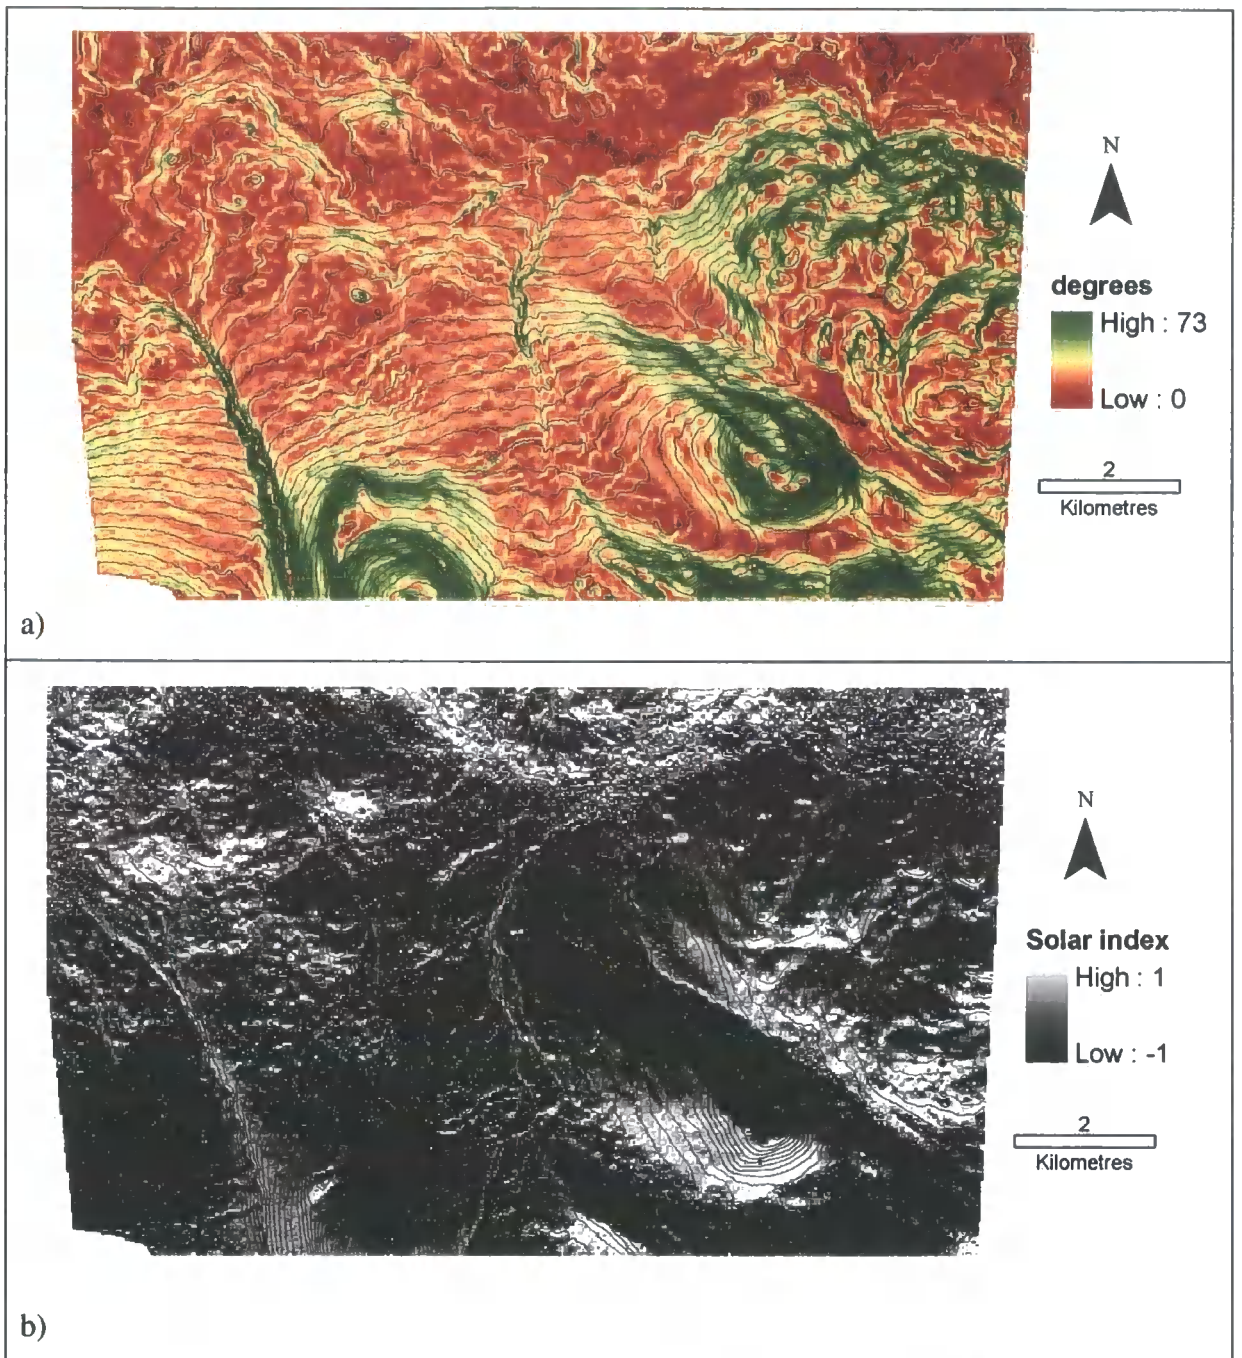 N
degrees
High : 73
Low : 0
2
Kilometres
a)
N
Solar index
High : 1
Low : -1
2
Kilometres
b)